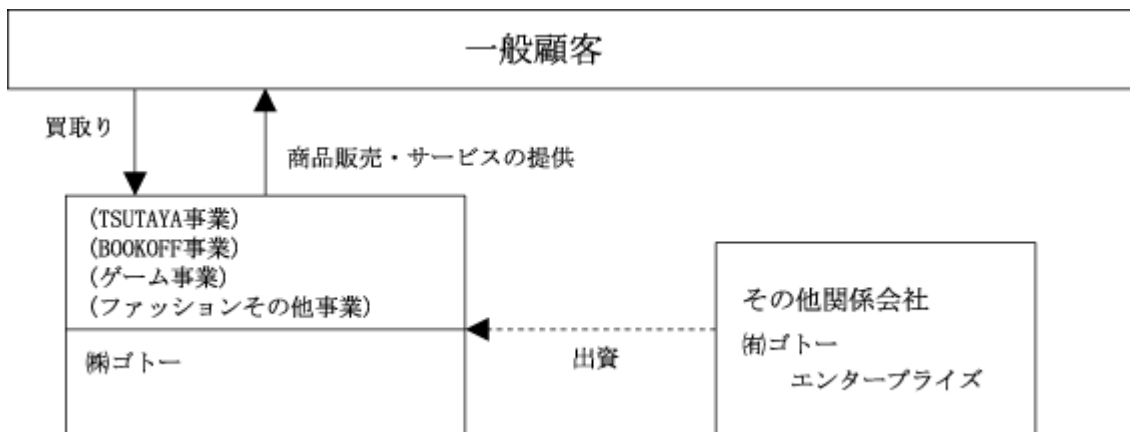 一般顧客
買取り
商品販売・サービスの提供
(TSUTAYA事業)
(BOOKOFF事業)
(ゲーム事業)
(ファッションその他事業)
㈱ゴトー
出資
その他関係会社
㈲ゴトー
エンタープライズ